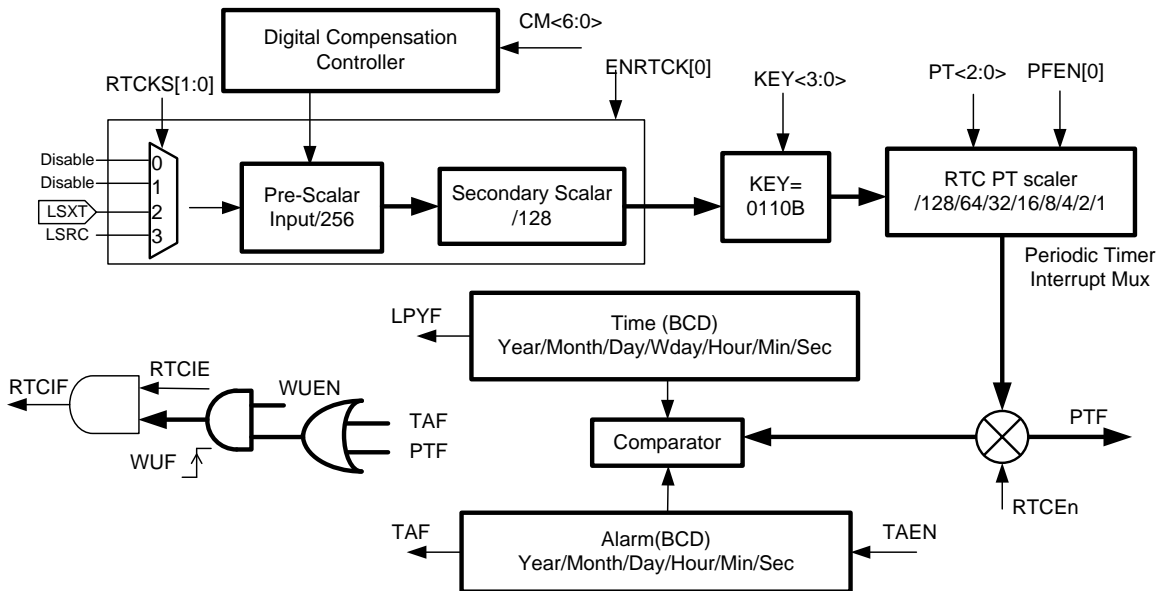 Digital Compensation
Controller
CM<6:0>
RTCKS[1:0]
ENRTCK[0]
KEY<3:0>
PT<2:0>
PFEN[0]
Disable
0
Disable
1
LSXT
2
LSRC
3
Pre-Scalar
Input/256
Secondary Scalar
/128
KEY=
0110B
RTC PT scaler
/128/64/32/16/8/4/2/1
Periodic Timer
Interrupt Mux
LPYF
Time (BCD)
Year/Month/Day/Wday/Hour/Min/Sec
RTCIF
RTCIE
WUEN
TAF
PTF
WUF
Comparator
PTF
RTCEn
TAF
Alarm(BCD)
Year/Month/Day/Hour/Min/Sec
TAEN